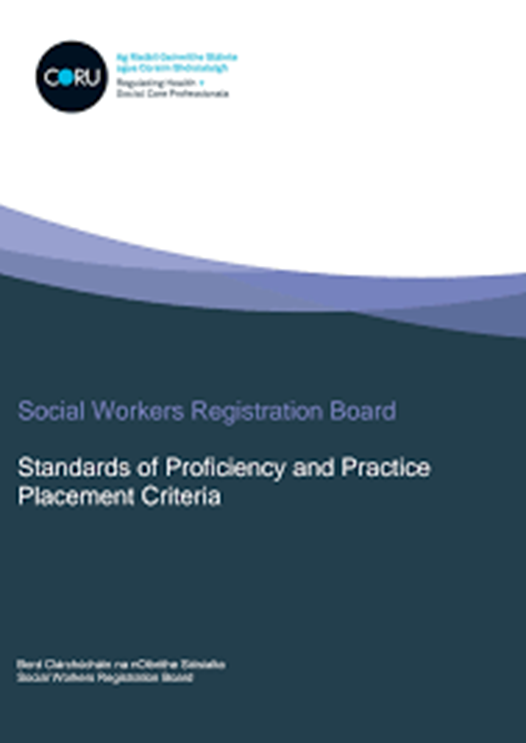 CORU
Ag Rialáil Gairmithe Sláinte
agus Cúraim Shóisialaigh
Regulating Health +
Social Care Professionals
Social Workers Registration Board
Standards of Proficiency and Practice
Placement Criteria
Bord Clárúcháin na nOibrithe Sóisialta
Social Workers Registration Board